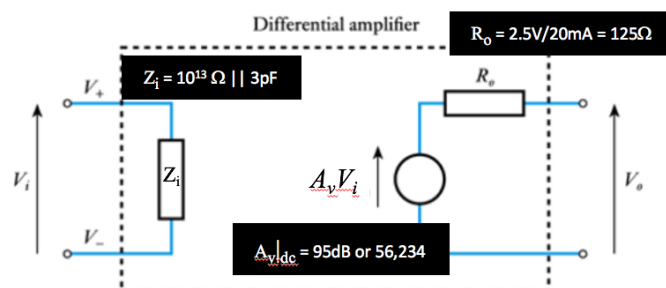 Differential amplifier
Rₒ = 2.5V/20mA = 125Ω
Zᵢ = 10¹³ Ω || 3pF
V₊
Rₒ
Vᵢ
Zᵢ
AᵥVᵢ
Vₒ
V₋
Aᵥ|dc = 95dB or 56,234